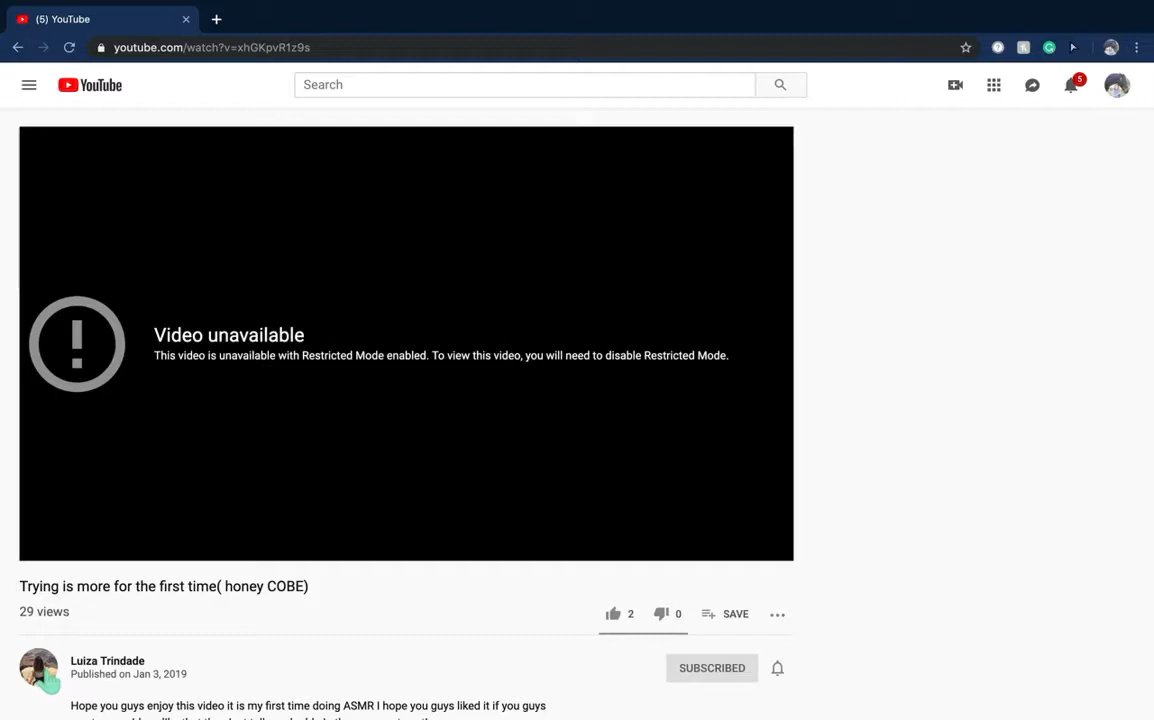 (5) YouTube
youtube.com/watch?v=xhGKpvR1z9s
YouTube
Search
5
Video unavailable
This video is unavailable with Restricted Mode enabled. To view this video, you will need to disable Restricted Mode.
Trying is more for the first time( honey COBE)
29 views
2
0
SAVE
Luiza Trindade
Published on Jan 3, 2019
SUBSCRIBED
Hope you guys enjoy this video it is my first time doing ASMR I hope you guys liked it if you guys